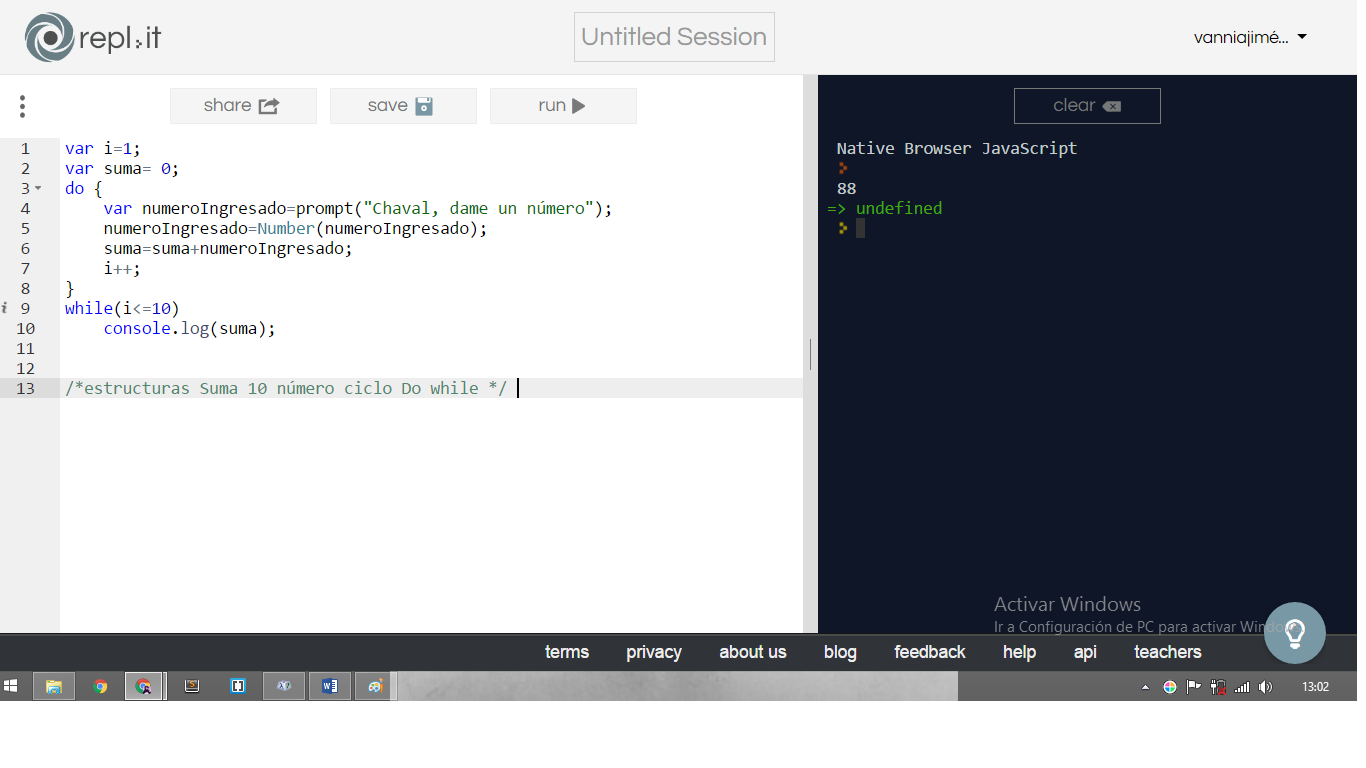 repl.it
Untitled Session
vanniajimé...
share
save
run
clear
1 var i=1;
2 var suma= 0;
3 do {
4 var numeroIngresado=prompt("Chaval, dame un número");
5 numeroIngresado=Number(numeroIngresado);
6 suma=suma+numeroIngresado;
7 i++;
8 }
i 9 while(i<=10)
10 console.log(suma);
11
12
13 /*estructuras Suma 10 número ciclo Do while */
Native Browser JavaScript
88
=> undefined
Activar Windows
Ir a Configuración de PC para activar Windows.
terms privacy about us blog feedback help api teachers
13:02